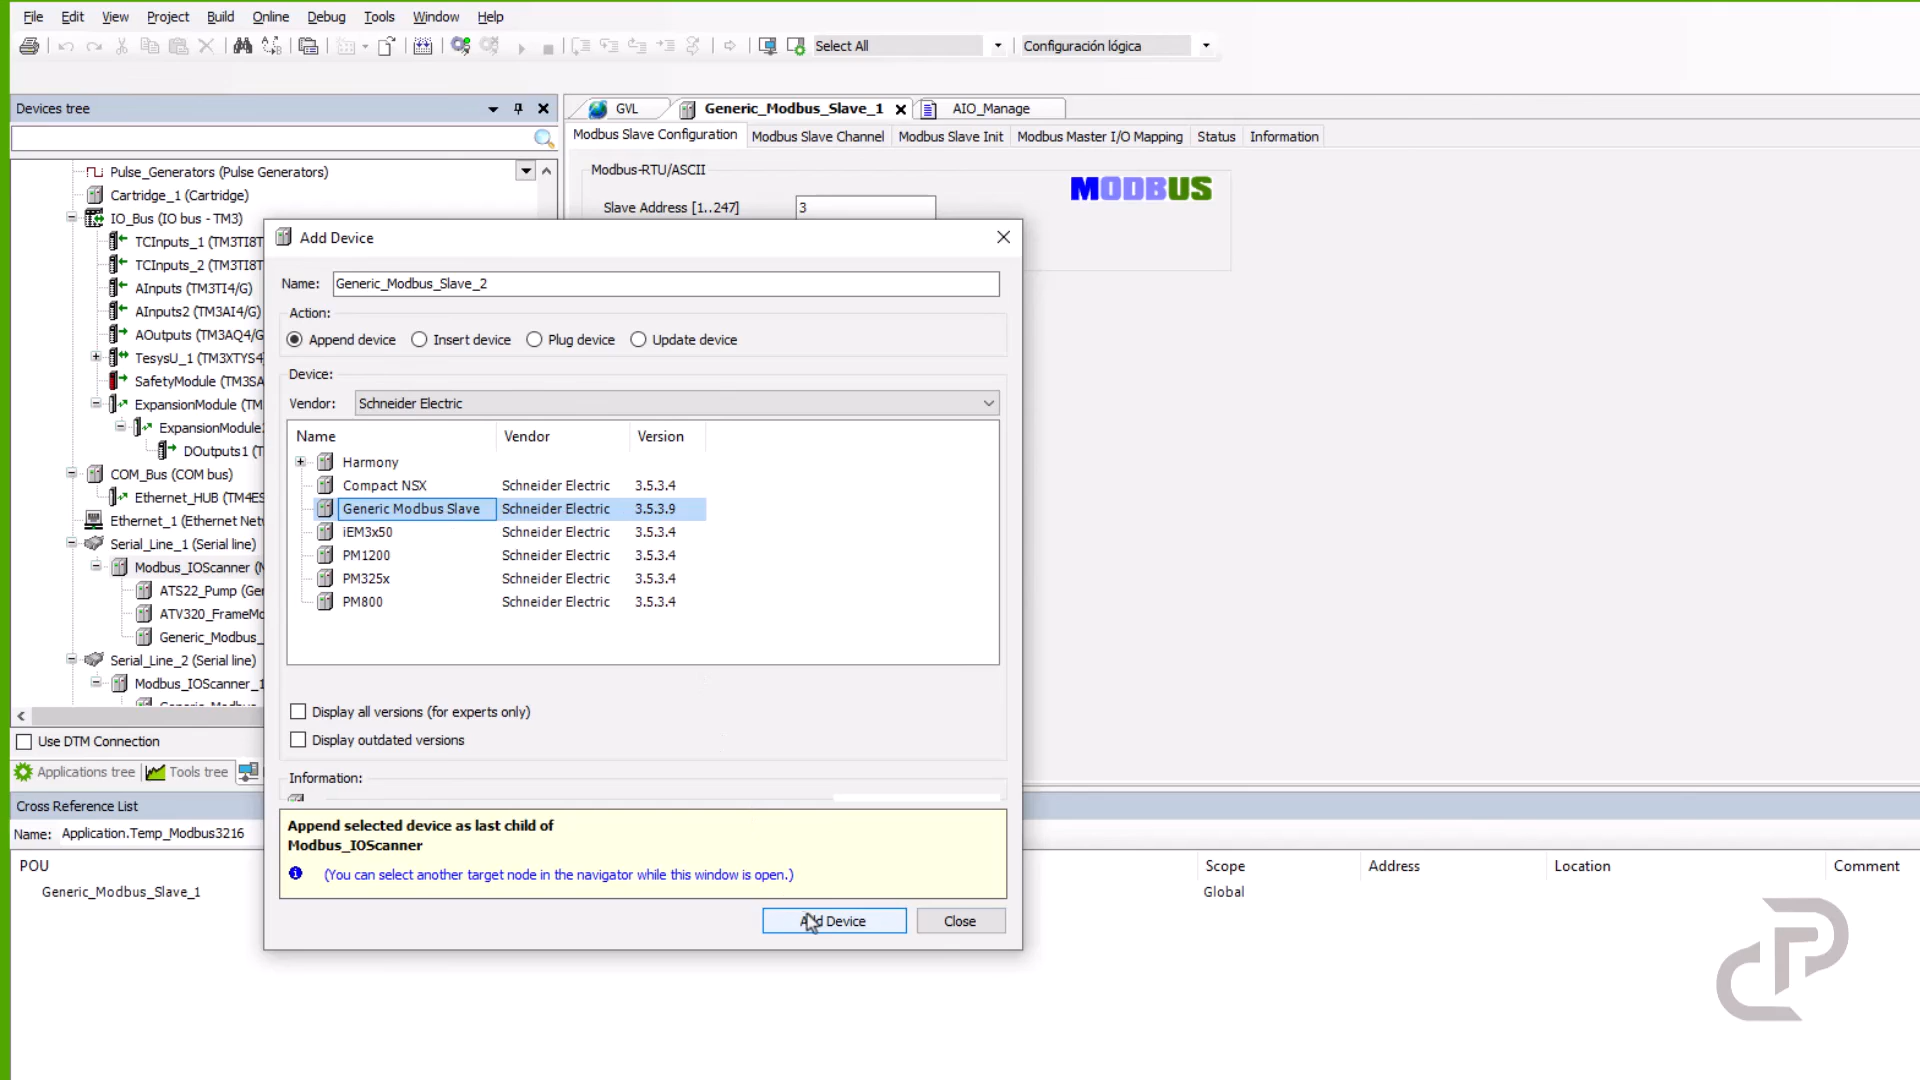 File Edit View Project Build Online Debug Tools Window Help
Select All Configuración lógica
Devices tree
GVL Generic_Modbus_Slave_1 AIO_Manage
Modbus Slave Configuration Modbus Slave Channel Modbus Slave Init Modbus Master I/O Mapping Status Information
Modbus-RTU/ASCII
MODBUS
Slave Address [1..247] 3
Pulse_Generators (Pulse Generators)
Cartridge_1 (Cartridge)
IO_Bus (IO bus - TM3)
TCInputs_1 (TM3TI8T
TCInputs_2 (TM3TI8T
AInputs (TM3TI4/G)
AInputs2 (TM3AI4/G)
AOutputs (TM3AQ4/G
TesysU_1 (TM3XTYS4
SafetyModule (TM3SA
ExpansionModule (TM
ExpansionModule
DOutputs1 (T
COM_Bus (COM bus)
Ethernet_HUB (TM4ES
Ethernet_1 (Ethernet Netw
Serial_Line_1 (Serial line)
Modbus_IOScanner (M
ATS22_Pump (Gen
ATV320_FrameMo
Generic_Modbus_
Serial_Line_2 (Serial line)
Modbus_IOScanner_1
Use DTM Connection
Applications tree Tools tree
Add Device
Name: Generic_Modbus_Slave_2
Action:
Append device Insert device Plug device Update device
Device:
Vendor: Schneider Electric
Name Vendor Version
Harmony
Compact NSX Schneider Electric 3.5.3.4
Generic Modbus Slave Schneider Electric 3.5.3.9
iEM3x50 Schneider Electric 3.5.3.4
PM1200 Schneider Electric 3.5.3.4
PM325x Schneider Electric 3.5.3.4
PM800 Schneider Electric 3.5.3.4
Display all versions (for experts only)
Display outdated versions
Information:
Append selected device as last child of
Modbus_IOScanner
(You can select another target node in the navigator while this window is open.)
Add Device Close
Cross Reference List
Name: Application.Temp_Modbus3216
POU Scope Address Location Comment
Generic_Modbus_Slave_1 Global